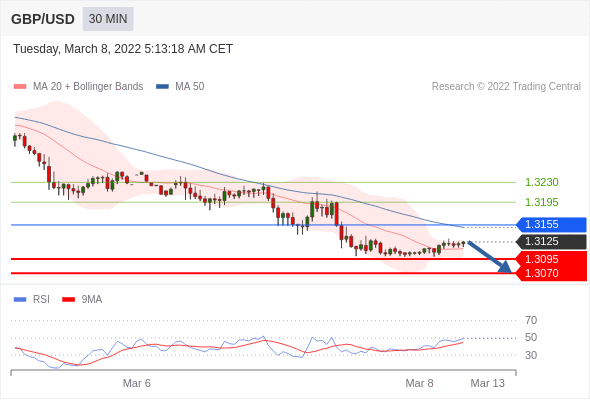 GBP/USD 30 MIN
Tuesday, March 8, 2022 5:13:18 AM CET
MA 20 + Bollinger Bands MA 50 Research © 2022 Trading Central
1.3230
1.3195
1.3155
1.3125
1.3095
1.3070
RSI 9MA
70
50
30
Mar 6 Mar 8 Mar 13